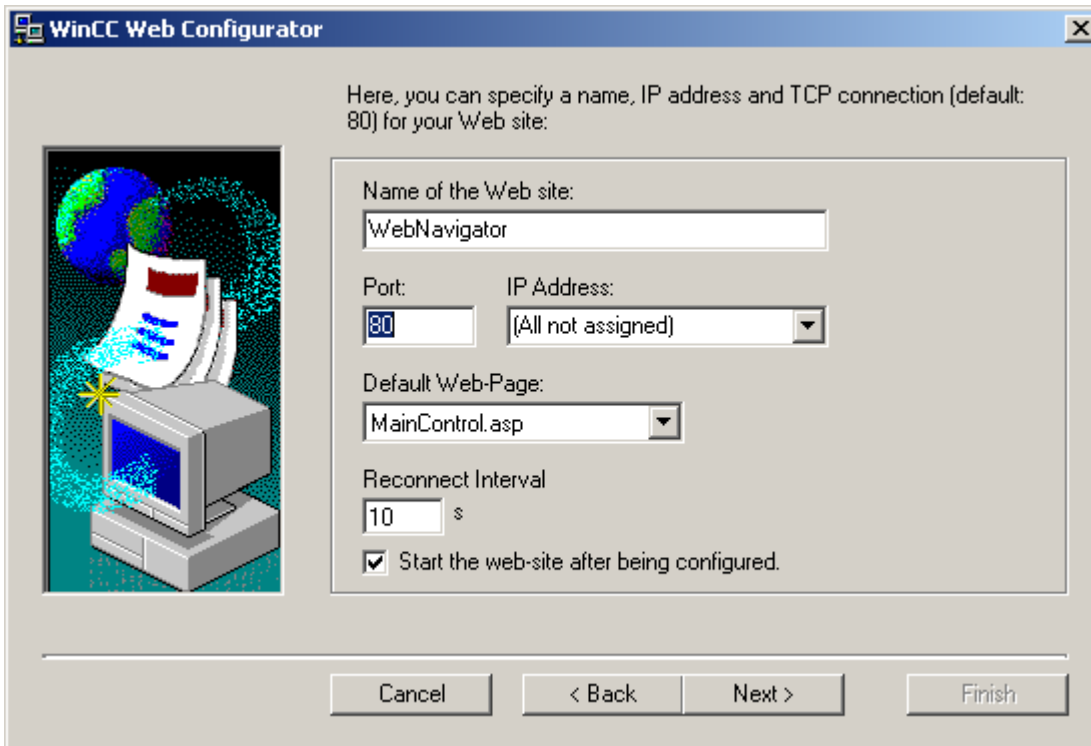 WinCC Web Configurator
Here, you can specify a name, IP address and TCP connection (default:
80) for your Web site:
Name of the Web site:
WebNavigator
Port:
IP Address:
80
(All not assigned)
Default Web-Page:
MainControl.asp
Reconnect Interval
10 s
Start the web-site after being configured.
Cancel
< Back
Next >
Finish